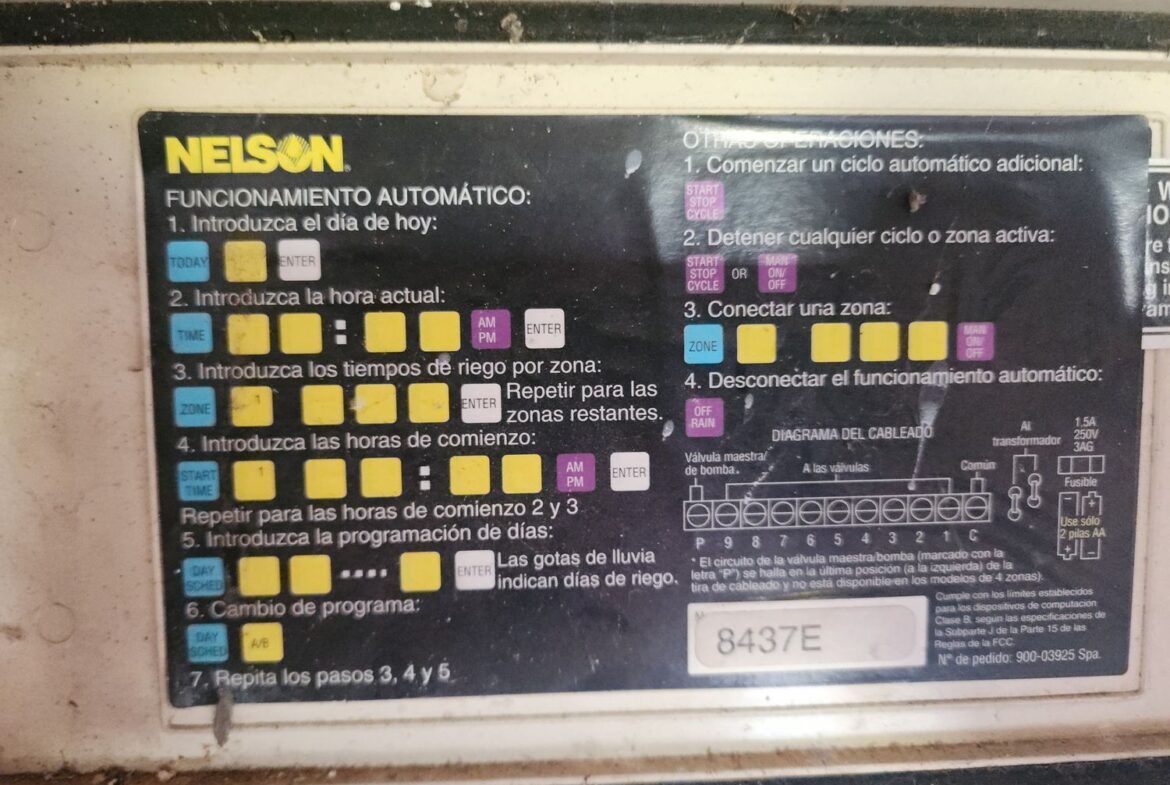 NELSON
FUNCIONAMIENTO AUTOMÁTICO:
1. Introduzca el día de hoy:
TODAY ENTER
2. Introduzca la hora actual:
TIME : AM PM ENTER
3. Introduzca los tiempos de riego por zona:
ZONE 1 ENTER Repetir para las
zonas restantes.
4. Introduzca las horas de comienzo:
START TIME 1 : AM PM ENTER
Repetir para las horas de comienzo 2 y 3
5. Introduzca la programación de días:
DAY SCHED .... ENTER Las gotas de lluvia
indican días de riego.
6. Cambio de programa:
DAY SCHED A/B
7. Repita los pasos 3, 4 y 5
OTRAS OPERACIONES:
1. Comenzar un ciclo automático adicional:
START
STOP
CYCLE
2. Detener cualquier ciclo o zona activa:
START STOP CYCLE OR MAN ON/ OFF
3. Conectar una zona:
ZONE MAN ON/ OFF
4. Desconectar el funcionamiento automático:
OFF
RAIN
DIAGRAMA DEL CABLEADO
Válvula maestra/
de bomba.
A las válvulas
Común
Al
transformador
1.5A
250V
3AG
Fusible
Use sólo
2 pilas AA
P 9 8 7 6 5 4 3 2 1 C
* El circuito de la válvula maestra/bomba (marcado con la
letra "P") se halla en la última posición (a la izquierda) de la
tira de cableado y no está disponible en los modelos de 4 zonas).
8437E
Cumple con los límites establecidos
para los dispositivos de computación
Clase B, según las especificaciones de
la Subparte J de la Parte 15 de las
Reglas de la FCC.
N° de pedido: 900-03925 Spa.